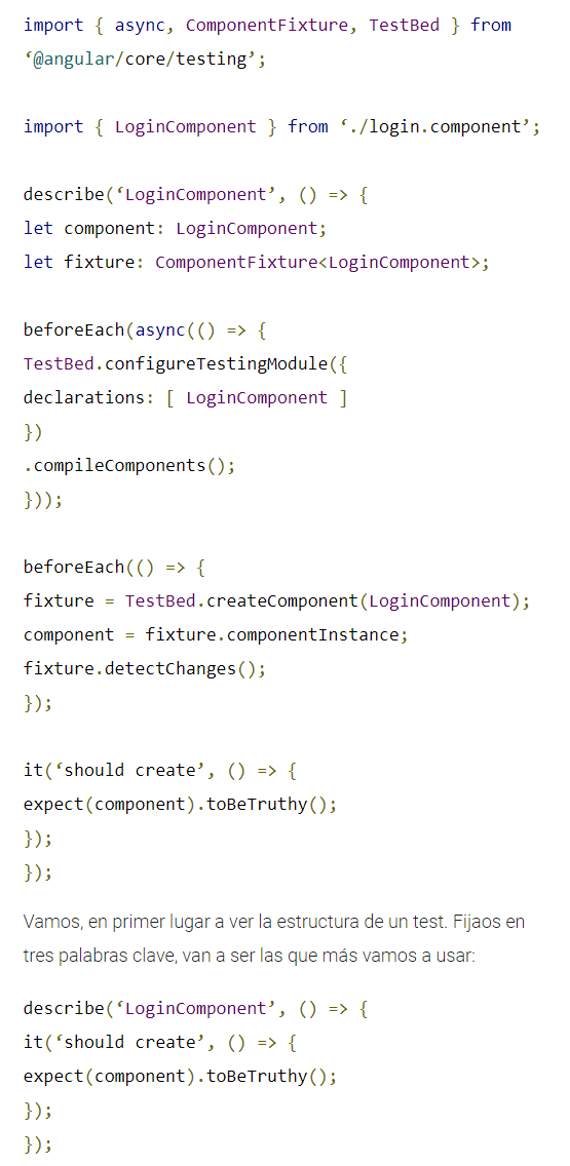 import { async, ComponentFixture, TestBed } from
‘@angular/core/testing’;
import { LoginComponent } from ‘./login.component’;
describe(‘LoginComponent’, () => {
let component: LoginComponent;
let fixture: ComponentFixture<LoginComponent>;
beforeEach(async(() => {
TestBed.configureTestingModule({
declarations: [ LoginComponent ]
})
.compileComponents();
}));
beforeEach(() => {
fixture = TestBed.createComponent(LoginComponent);
component = fixture.componentInstance;
fixture.detectChanges();
});
it(‘should create’, () => {
expect(component).toBeTruthy();
});
});
Vamos, en primer lugar a ver la estructura de un test. Fijaos en
tres palabras clave, van a ser las que más vamos a usar:
describe(‘LoginComponent’, () => {
it(‘should create’, () => {
expect(component).toBeTruthy();
});
});